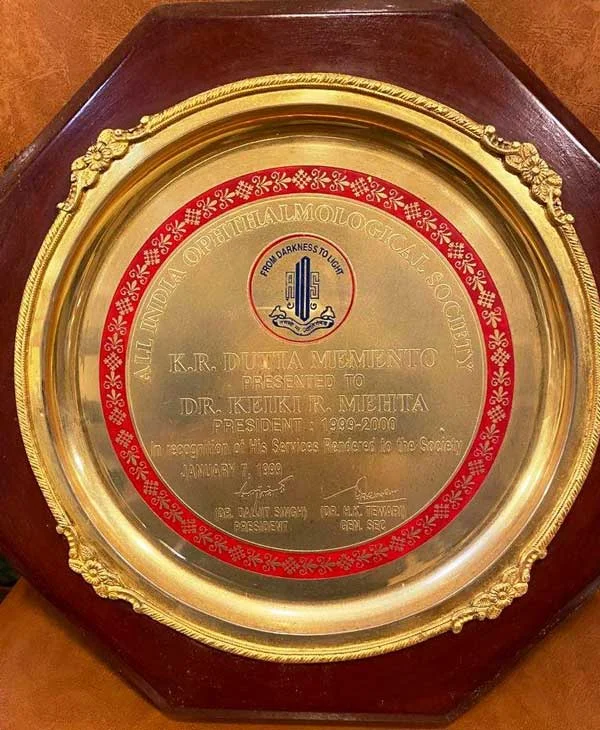 ALL INDIA OPHTHALMOLOGICAL SOCIETY
FROM DARKNESS TO LIGHT
K.R. DUTTA MEMENTO
PRESENTED TO
DR. KEIKI R. MEHTA
PRESIDENT : 1999-2000
In recognition of His Services Rendered to the Society
JANUARY 7, 1999
(DR. DALJIT SINGH) (DR. H.K. TEWARI)
PRESIDENT GEN. SEC